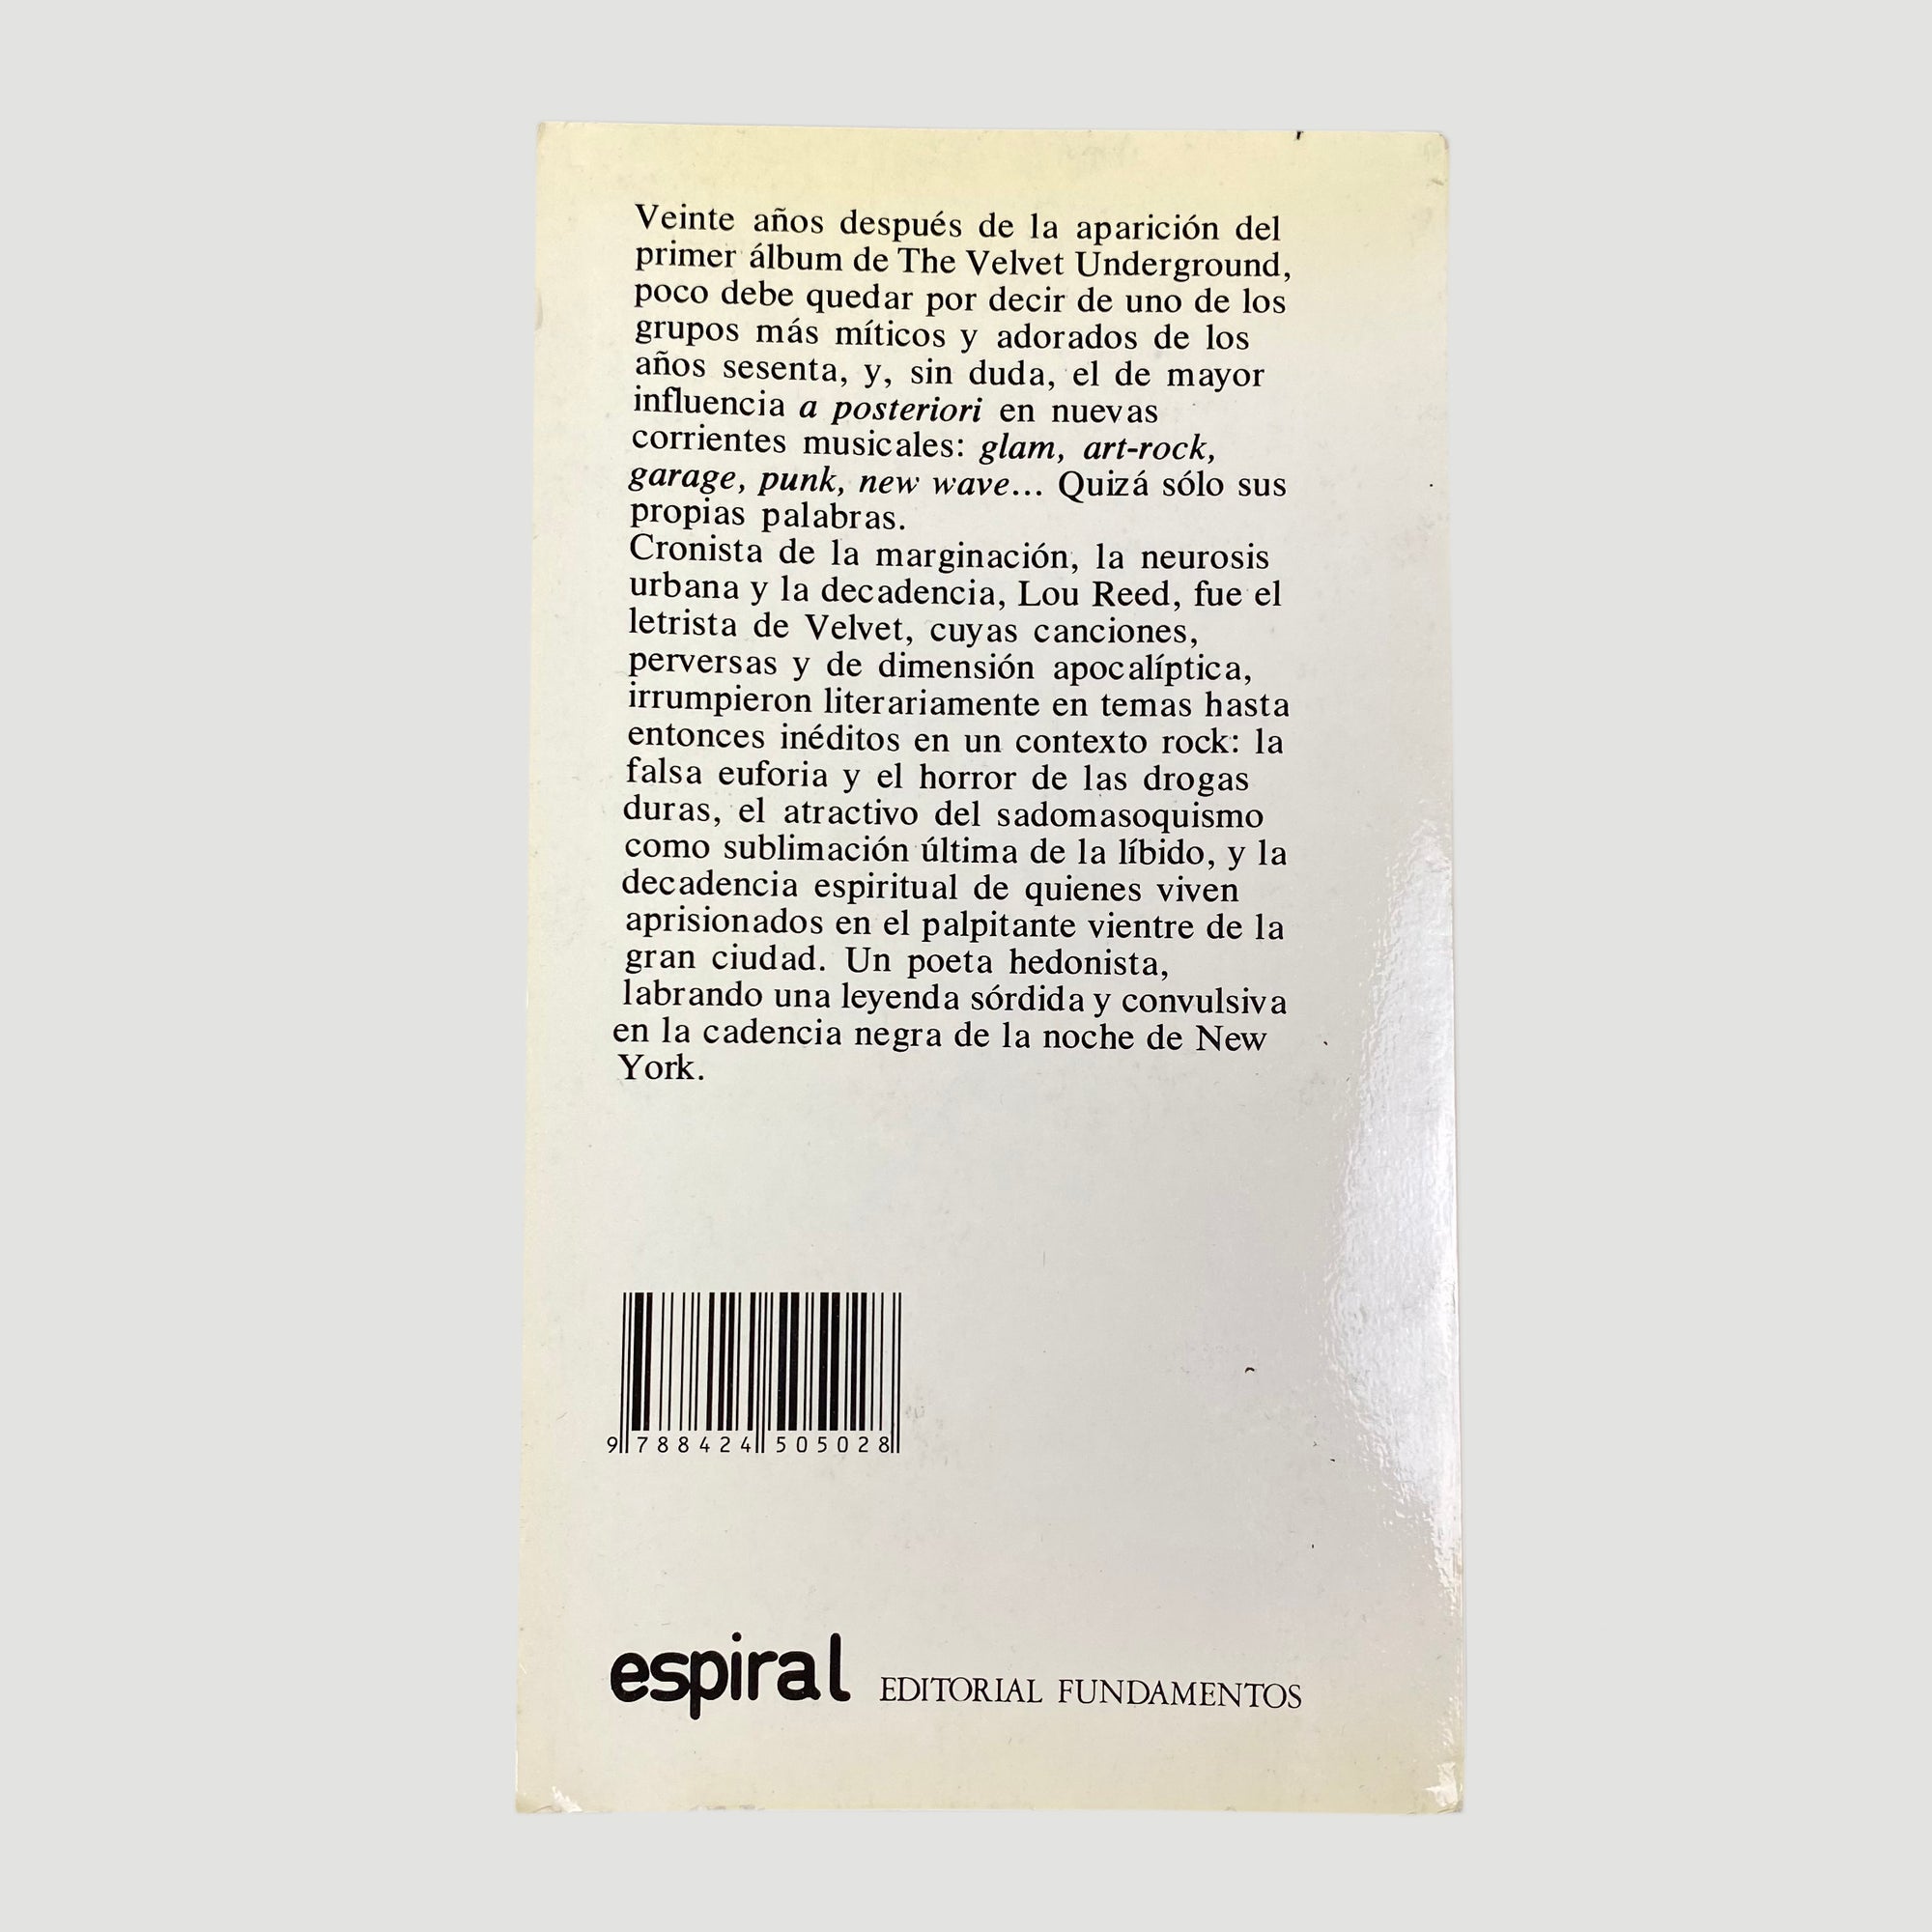 Veinte años después de la aparición del
primer álbum de The Velvet Underground,
poco debe quedar por decir de uno de los
grupos más míticos y adorados de los
años sesenta, y, sin duda, el de mayor
influencia a posteriori en nuevas
corrientes musicales: glam, art-rock,
garage, punk, new wave... Quizá sólo sus
propias palabras.
Cronista de la marginación, la neurosis
urbana y la decadencia, Lou Reed, fue el
letrista de Velvet, cuyas canciones,
perversas y de dimensión apocalíptica,
irrumpieron literariamente en temas hasta
entonces inéditos en un contexto rock: la
falsa euforia y el horror de las drogas
duras, el atractivo del sadomasoquismo
como sublimación última de la líbido, y la
decadencia espiritual de quienes viven
aprisionados en el palpitante vientre de la
gran ciudad. Un poeta hedonista,
labrando una leyenda sórdida y convulsiva
en la cadencia negra de la noche de New
York.
9 788424 505028
espiral EDITORIAL FUNDAMENTOS